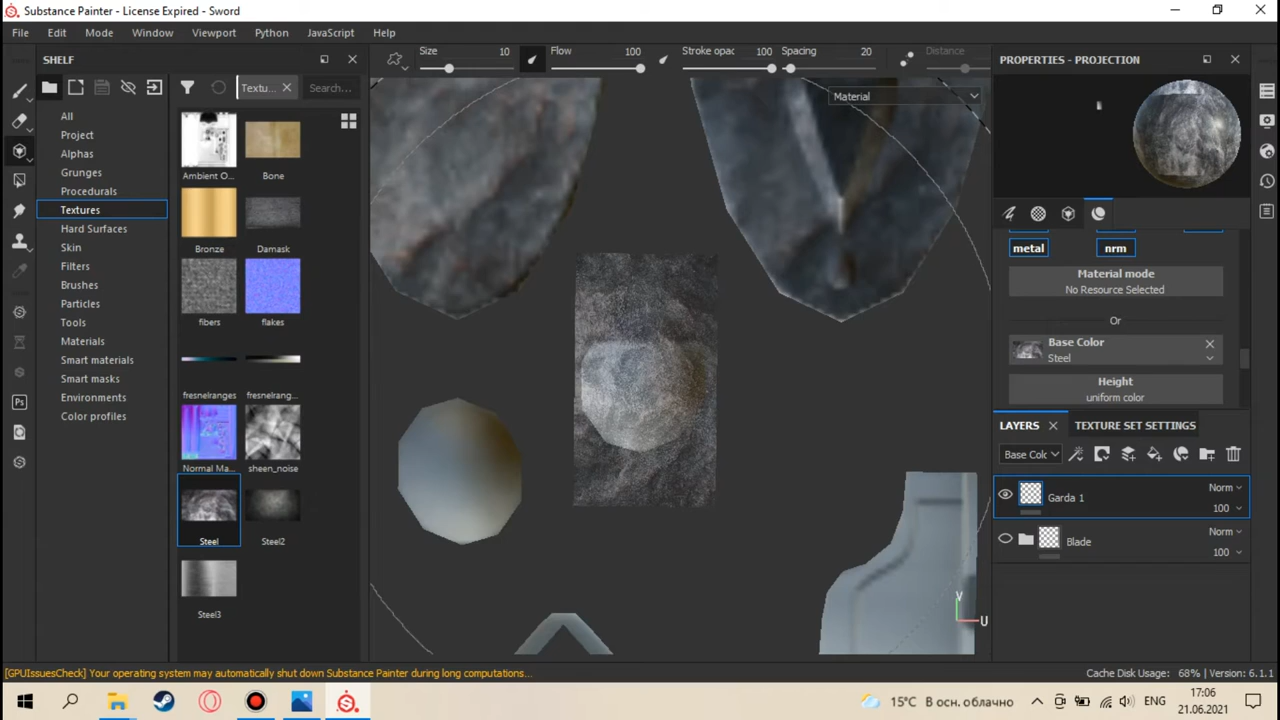 Substance Painter - License Expired - Sword
File Edit Mode Window Viewport Python JavaScript Help
SHELF
Size 10 Flow 100 Stroke opac 100 Spacing 20 Distance
PROPERTIES - PROJECTION
Textu... Search...
Material
All
Project
Alphas
Grunges
Procedurals
Textures
Hard Surfaces
Skin
Filters
Brushes
Particles
Tools
Materials
Smart materials
Smart masks
Environments
Color profiles
Ambient O... Bone
Bronze Damask
fibers flakes
fresnelranges fresnelrang...
Normal Ma... sheen_noise
Steel Steel2
Steel3
V
U
metal nrm
Material mode
No Resource Selected
Or
Base Color
Steel
Height
uniform color
LAYERS TEXTURE SET SETTINGS
Base Colc
Garda 1 Norm
100
Blade Norm
100
[GPUIssuesCheck] Your operating system may automatically shut down Substance Painter during long computations...
Cache Disk Usage: 68% | Version: 6.1.1
Ps
15°C В осн. облачно ENG 17:06
21.06.2021